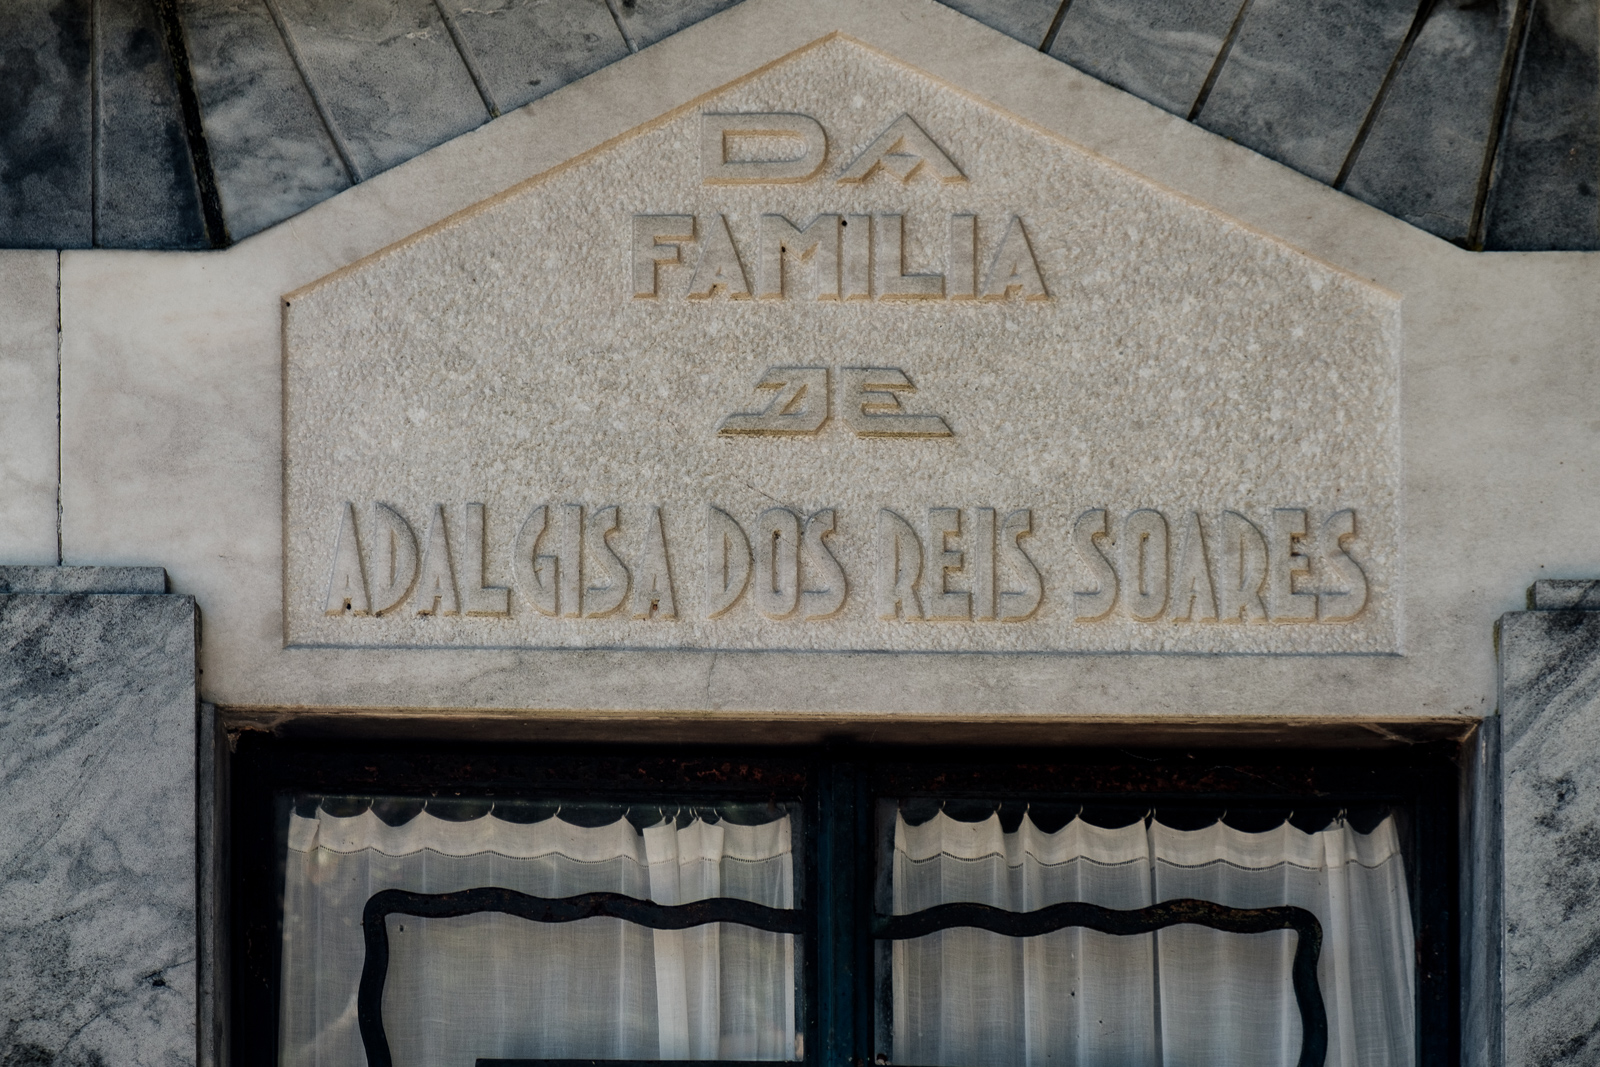 DA
FAMILIA
DE
ADALGISA DOS REIS SOARES